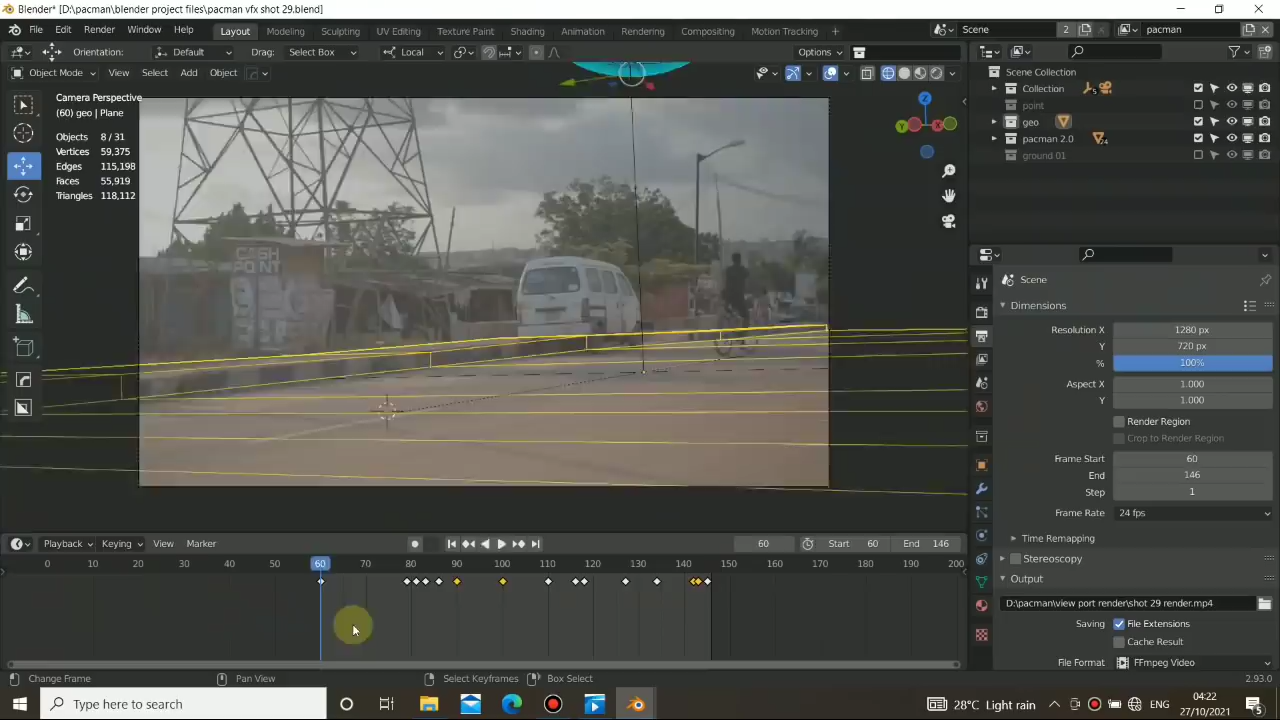 Blender* [D:\pacman\blender project files\pacman vfx shot 29.blend]
File Edit Render Window Help Layout Modeling Sculpting UV Editing Texture Paint Shading Animation Rendering Compositing Motion Tracking + Scene 2 pacman
Orientation: Default Drag: Select Box Local Options
Object Mode View Select Add Object
Scene Collection
Collection 5
point
geo
pacman 2.0 24
ground 01
Camera Perspective
(60) geo | Plane
Objects 8 / 31
Vertices 59,375
Edges 115,198
Faces 55,919
Triangles 118,112
Z
Y
X
CASH
POINT
Scene
Dimensions
Resolution X 1280 px
Y 720 px
% 100%
Aspect X 1.000
Y 1.000
Render Region
Crop to Render Region
Frame Start 60
End 146
Step 1
Frame Rate 24 fps
Time Remapping
Stereoscopy
Output
D:\pacman\view port render\shot 29 render.mp4
Saving File Extensions
Cache Result
File Format FFmpeg Video
Playback Keying View Marker 60 Start 60 End 146
0 10 20 30 40 50 60 70 80 90 100 110 120 130 140 150 160 170 180 190 200
Change Frame Pan View Select Keyframes Box Select 2.93.0
Type here to search 28°C Light rain ENG 04:22
27/10/2021 5